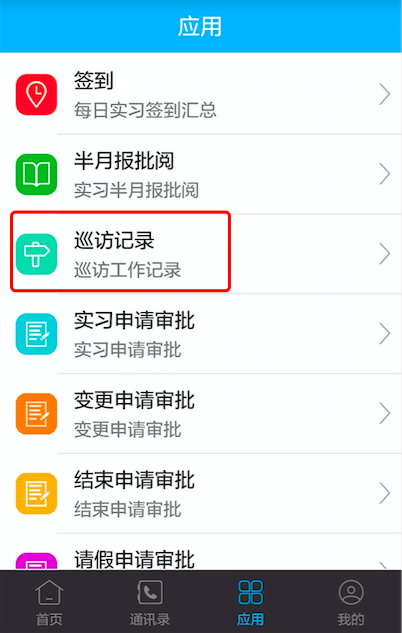 应用
签到
每日实习签到汇总
半月报批阅
实习半月报批阅
巡访记录
巡访工作记录
实习申请审批
实习申请审批
变更申请审批
变更申请审批
结束申请审批
结束申请审批
请假申请审批
首页
通讯录
应用
我的